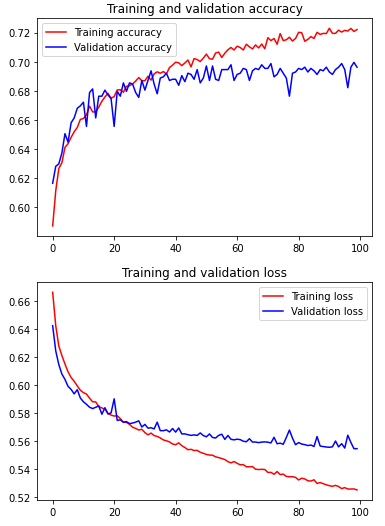 Training and validation accuracy
Training accuracy
Validation accuracy
0.72
0.70
0.68
0.66
0.64
0.62
0.60
0 20 40 60 80 100
Training and validation loss
Training loss
Validation loss
0.66
0.64
0.62
0.60
0.58
0.56
0.54
0.52
0 20 40 60 80 100